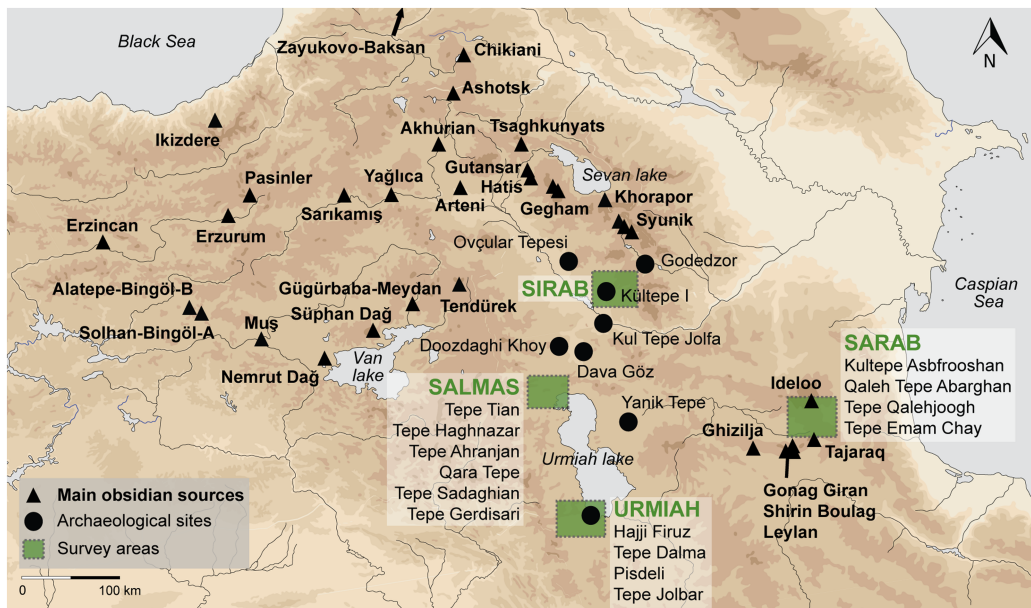 Black Sea
Zayukovo-Baksan
Chikiani
N
Ashotsk
Ikizdere
Akhurian
Tsaghkunyats
Gutansar
Sevan lake
Pasinler
Yağlıca
Hatis
Khorapor
Sarıkamış
Arteni
Gegham
Erzincan
Erzurum
Syunik
Ovçular Tepesi
Godedzor
Alatepe-Bingöl-B
Gügürbaba-Meydan
SIRAB
Kültepe I
Caspian
Sea
Solhan-Bingöl-A
Süphan Dağ
Tendürek
Muş
Doozdaghi Khoy
Kul Tepe Jolfa
Nemrut Dağ
Van
lake
Dava Göz
SARAB
Kultepe Asbfrooshan
Qaleh Tepe Abarghan
Tepe Qalehjoogh
Tepe Emam Chay
SALMAS
Tepe Tian
Tepe Haghnazar
Tepe Ahranjan
Qara Tepe
Tepe Sadaghian
Tepe Gerdisari
Yanik Tepe
Ideloo
Ghizilja
Tajaraq
Urmiah lake
Gonag Giran
Shirin Boulag
Leylan
URMIAH
Hajji Firuz
Tepe Dalma
Pisdeli
Tepe Jolbar
Main obsidian sources
Archaeological sites
Survey areas
0 100 km